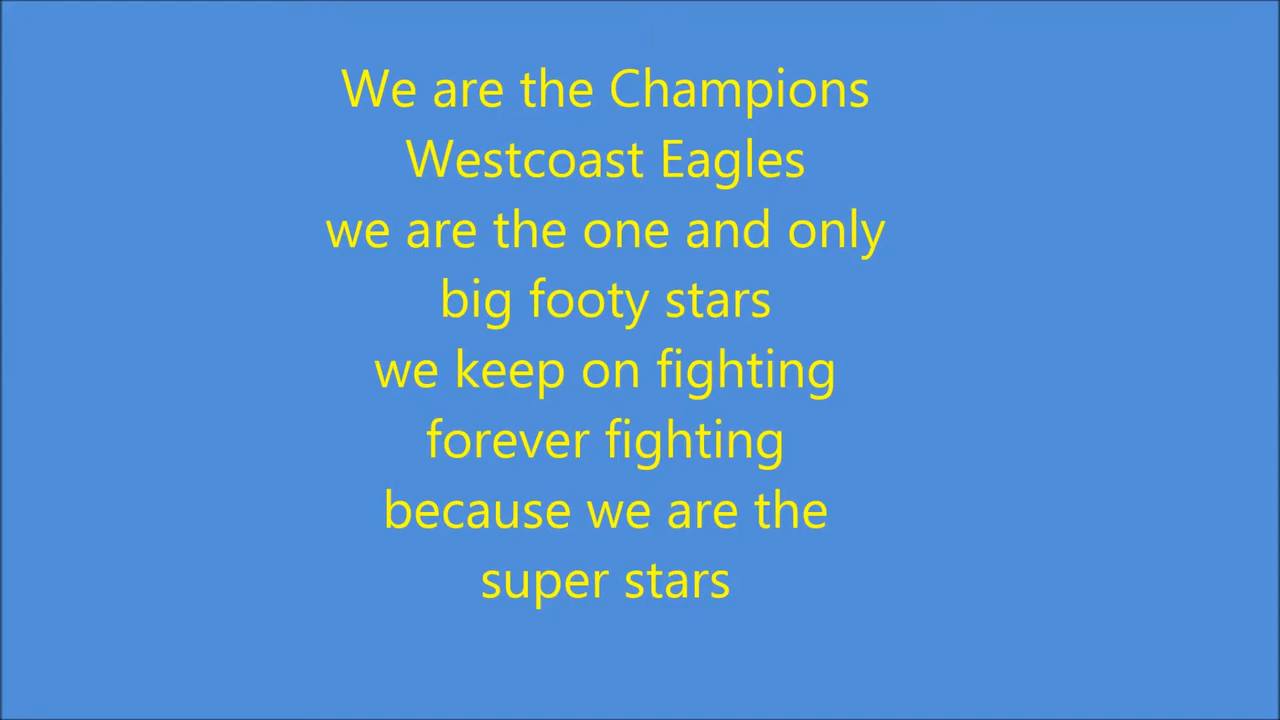 We are the Champions
Westcoast Eagles
we are the one and only
big footy stars
we keep on fighting
forever fighting
because we are the
super stars